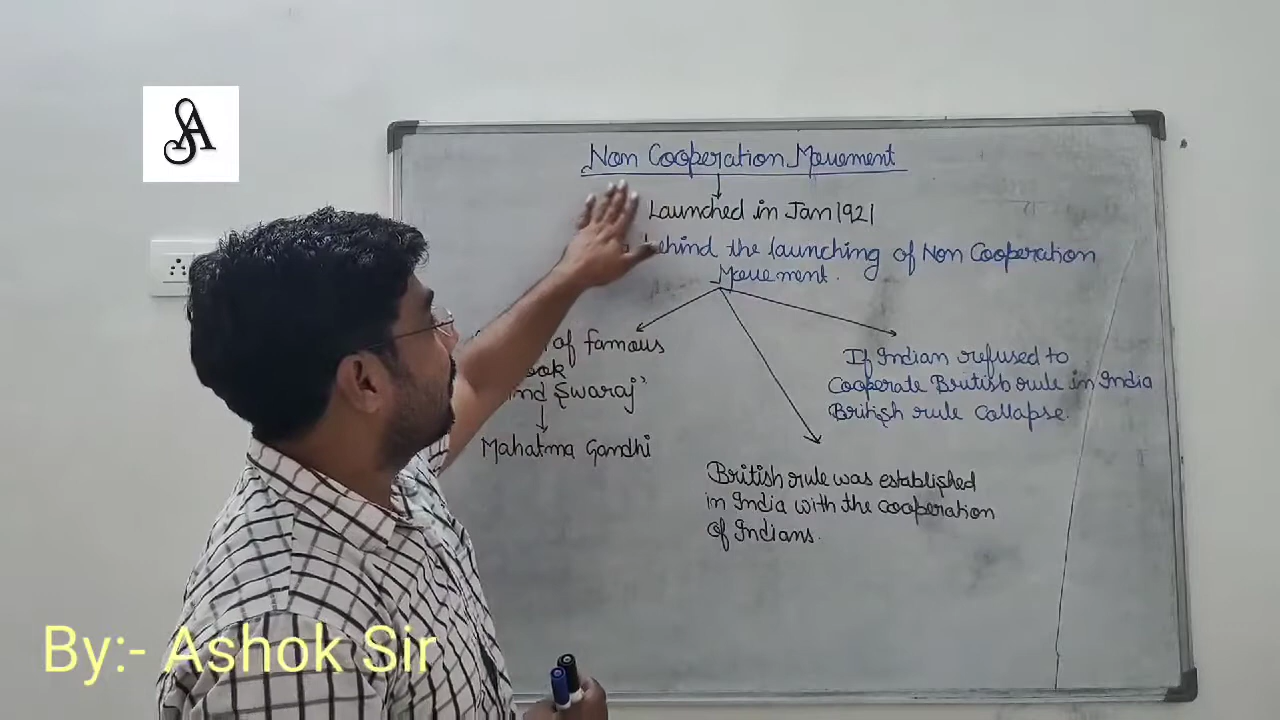 Non Cooperation Movement
Launched in Jan 1921
behind the launching of Non Cooperation
Movement.
of famous
Swaraj'
Mahatma Gandhi
If Indian refused to
Cooperate British rule in India
British rule Collapse.
British rule was established
in India with the cooperation
of Indians.
SA
By:- Ashok Sir